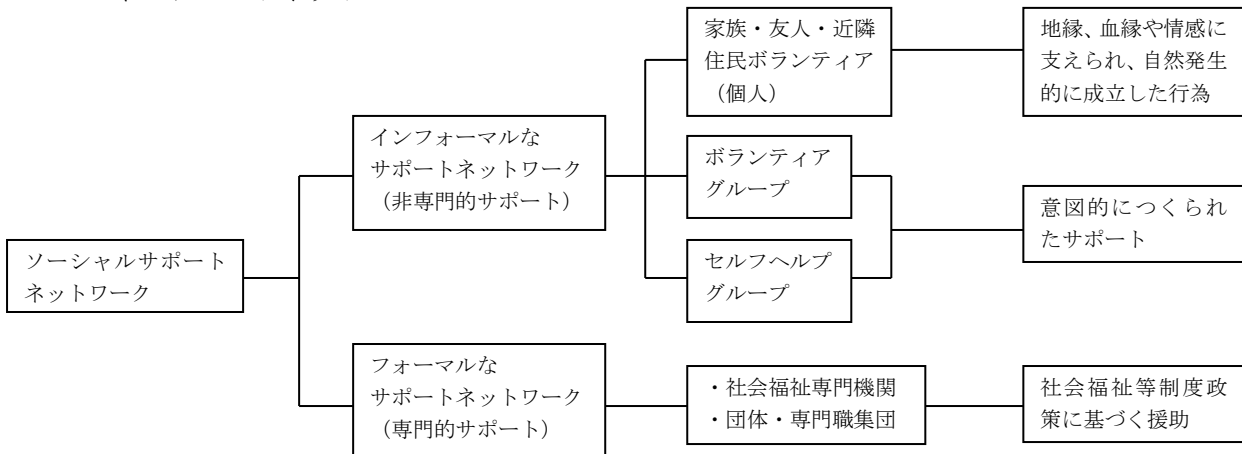 家族・友人・近隣
住民ボランティア
（個人）
地縁、血縁や情感に
支えられ、自然発生
的に成立した行為
インフォーマルな
サポートネットワーク
（非専門的サポート）
ボランティア
グループ
意図的につくられ
たサポート
ソーシャルサポート
ネットワーク
セルフヘルプ
グループ
フォーマルな
サポートネットワーク
（専門的サポート）
・社会福祉専門機関
・団体・専門職集団
社会福祉等制度政
策に基づく援助